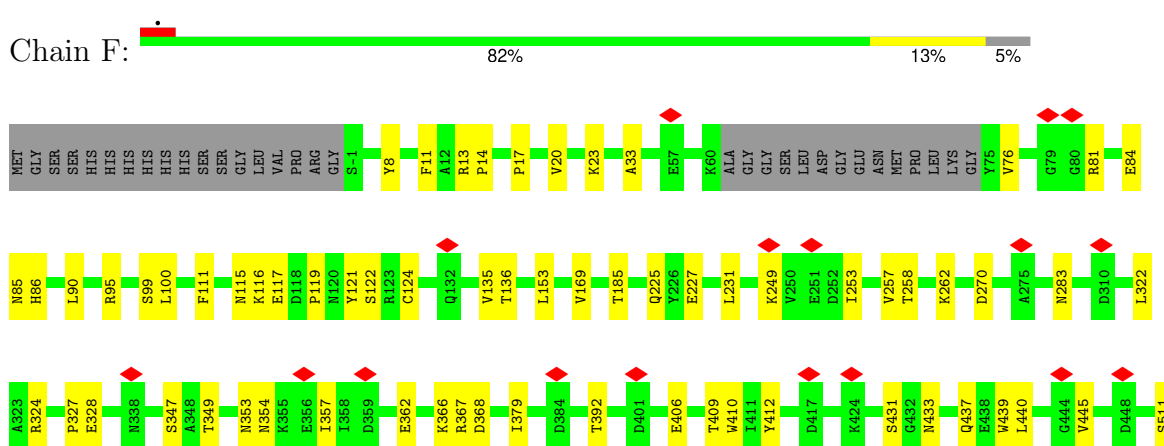 Chain F:
82% 13% 5%
MET GLY SER SER HIS HIS HIS HIS HIS HIS SER SER GLY LEU VAL PRO ARG GLY S-1 Y8 F11 A12 R13 P14 P17 V20 K23 A33 E57 K60 ALA GLY GLY SER LEU ASP GLY GLU ASN MET PRO LEU LYS GLY Y75 V76 G79 G80 R81 E84
N85 H86 L90 R95 S99 L100 F111 N115 K116 E117 D118 P119 N120 Y121 S122 R123 C124 Q132 V135 T136 L153 V169 T185 Q225 Y226 E227 L231 K249 V250 E251 D252 I253 V257 T258 K262 D270 A275 N283 D310 L322
A323 R324 P327 E328 N338 S347 A348 T349 N353 N354 K355 E356 I357 I358 D359 E362 K366 R367 D368 I379 D384 T392 D401 E406 T409 W410 I411 Y412 D417 K424 S431 G432 N433 Q437 E438 W439 L440 G444 V445 D448 S511